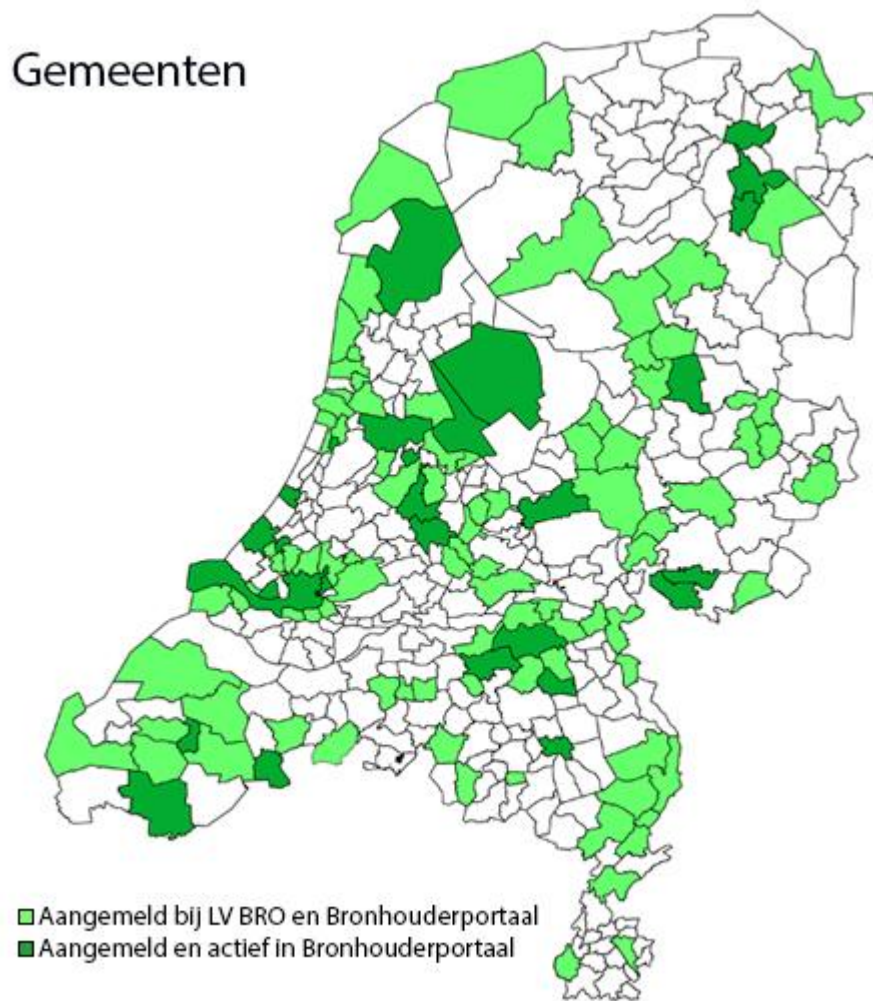 Gemeenten
Aangemeld bij LV BRO en Bronhouderportaal
Aangemeld en actief in Bronhouderportaal